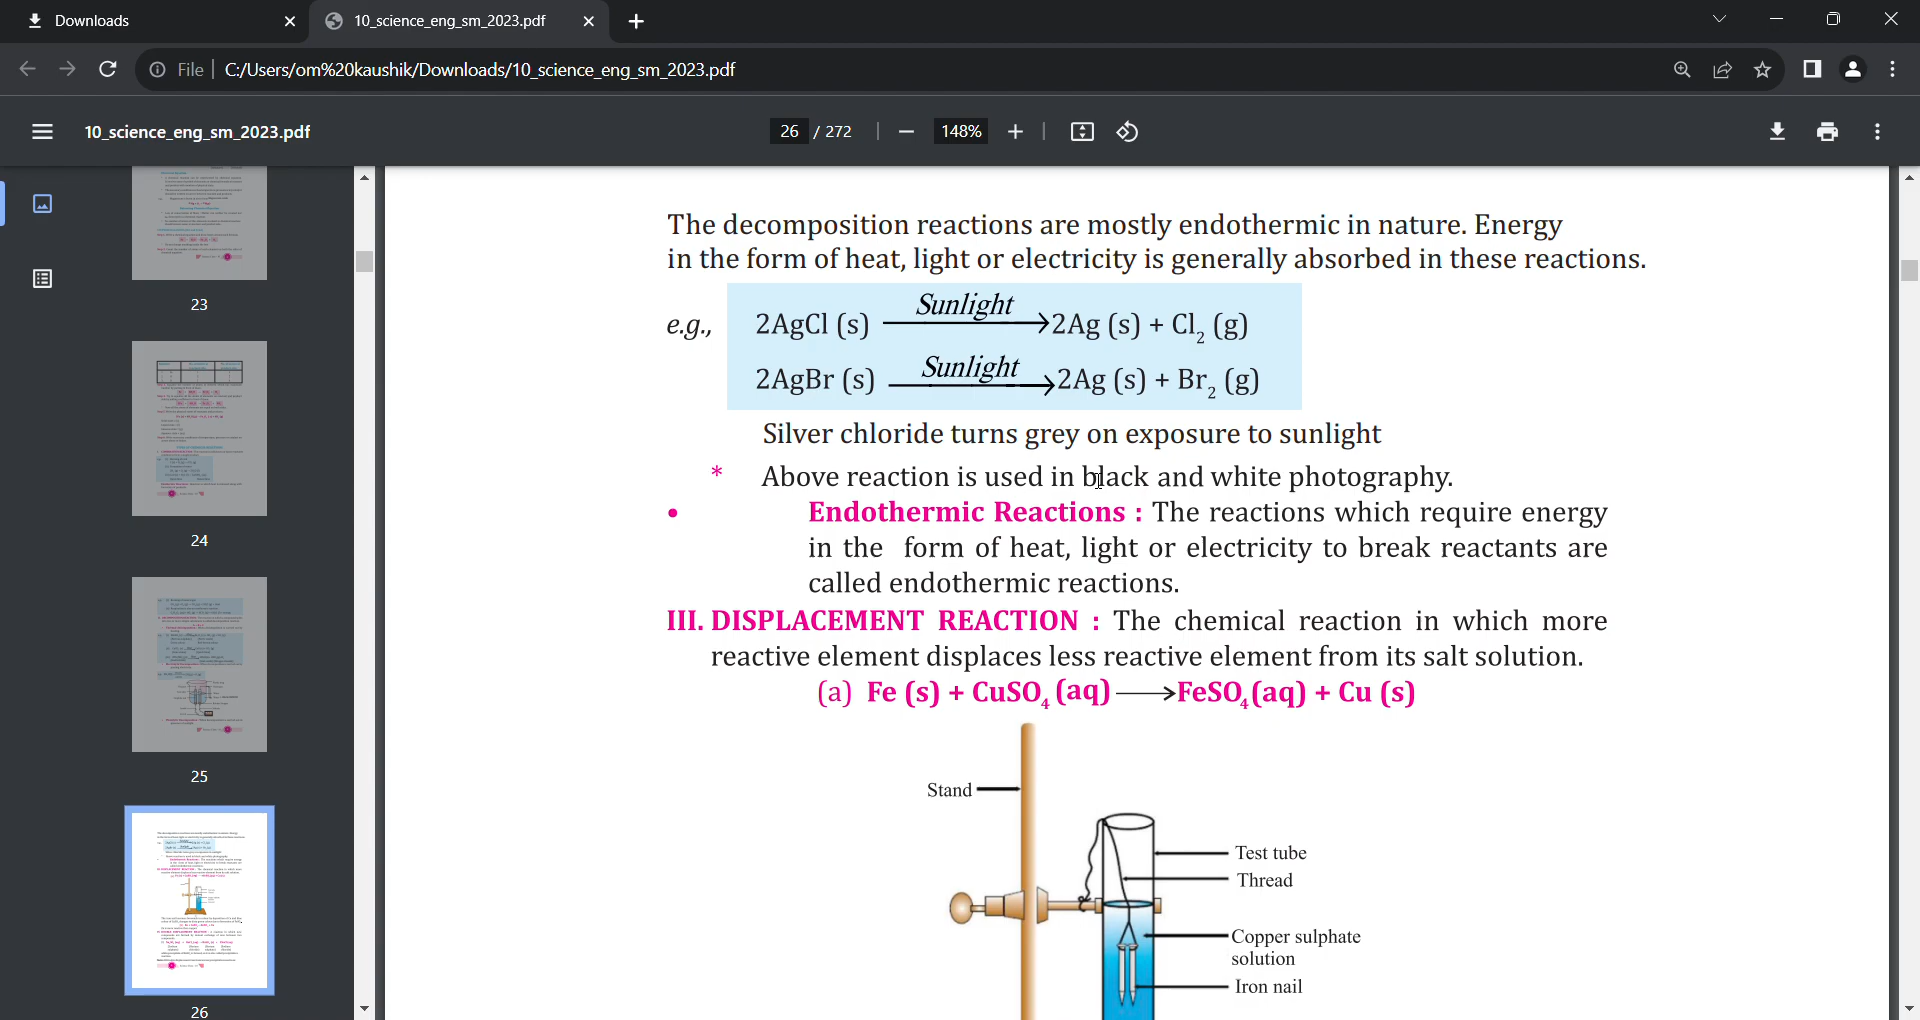 Downloads
10_science_eng_sm_2023.pdf
File
C:/Users/om%20kaushik/Downloads/10_science_eng_sm_2023.pdf
10_science_eng_sm_2023.pdf
26 / 272
148%
23
24
25
26
The decomposition reactions are mostly endothermic in nature. Energy
in the form of heat, light or electricity is generally absorbed in these reactions.
e.g., 2AgCl (s) —Sunlight→ 2Ag (s) + Cl₂ (g)
2AgBr (s) —Sunlight→ 2Ag (s) + Br₂ (g)
Silver chloride turns grey on exposure to sunlight
* Above reaction is used in black and white photography.
• Endothermic Reactions : The reactions which require energy
in the form of heat, light or electricity to break reactants are
called endothermic reactions.
III. DISPLACEMENT REACTION : The chemical reaction in which more
reactive element displaces less reactive element from its salt solution.
(a) Fe (s) + CuSO₄ (aq) ⟶ FeSO₄ (aq) + Cu (s)
Stand
Test tube
Thread
Copper sulphate
solution
Iron nail